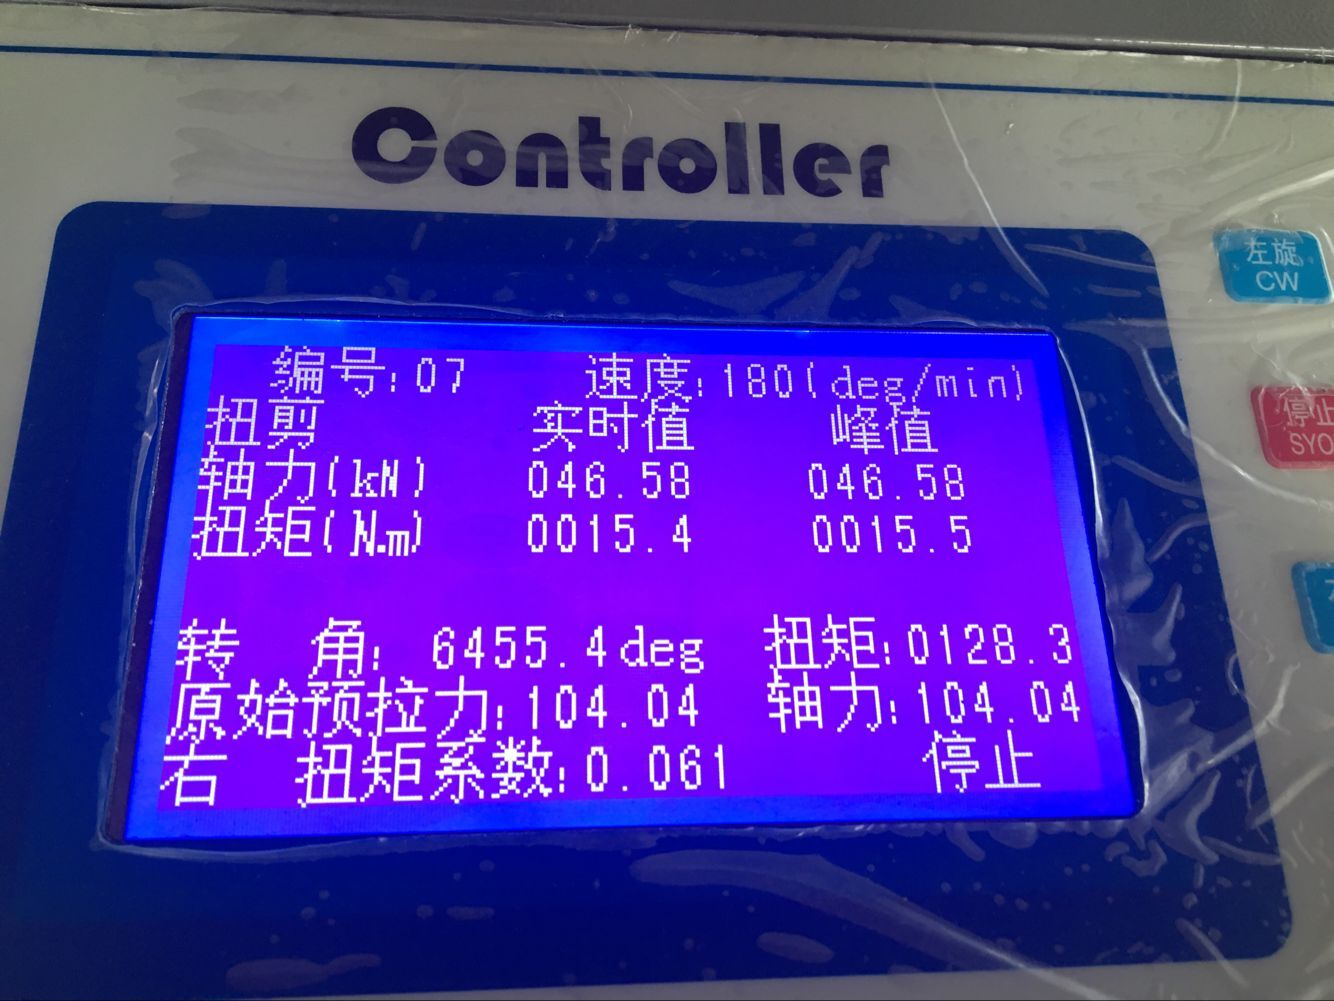 Controller
左旋
CW
编号:07 速度:180(deg/min)
扭剪 实时值 峰值
轴力(kN) 046.58 046.58
停止
扭矩(N.m) 0015.4 0015.5
转 角: 6455.4deg 扭矩:0128.3
原始预拉力:104.04 轴力:104.04
右 扭矩系数:0.061 停止